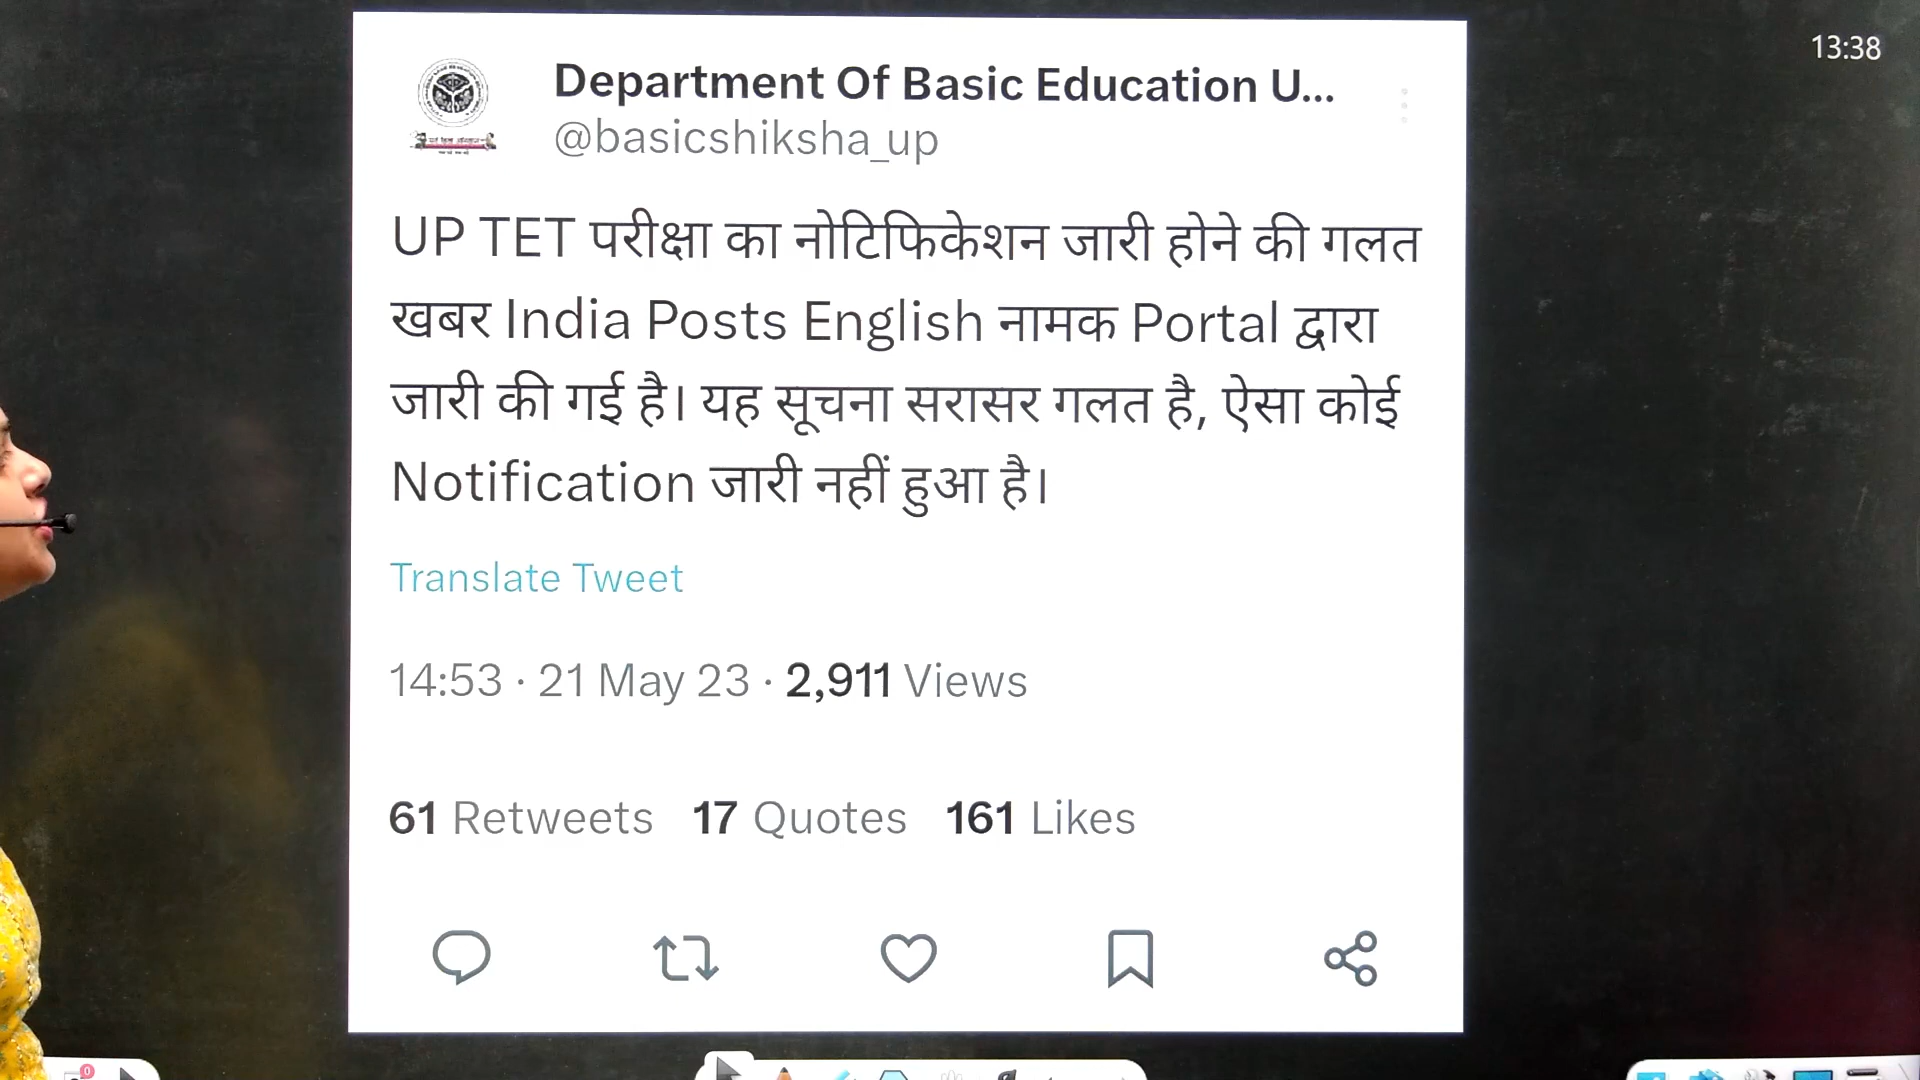 13:38
Department Of Basic Education U...
@basicshiksha_up
UP TET परीक्षा का नोटिफिकेशन जारी होने की गलत
खबर India Posts English नामक Portal द्वारा
जारी की गई है। यह सूचना सरासर गलत है, ऐसा कोई
Notification जारी नहीं हुआ है।
Translate Tweet
14:53 · 21 May 23 · 2,911 Views
61 Retweets 17 Quotes 161 Likes
0